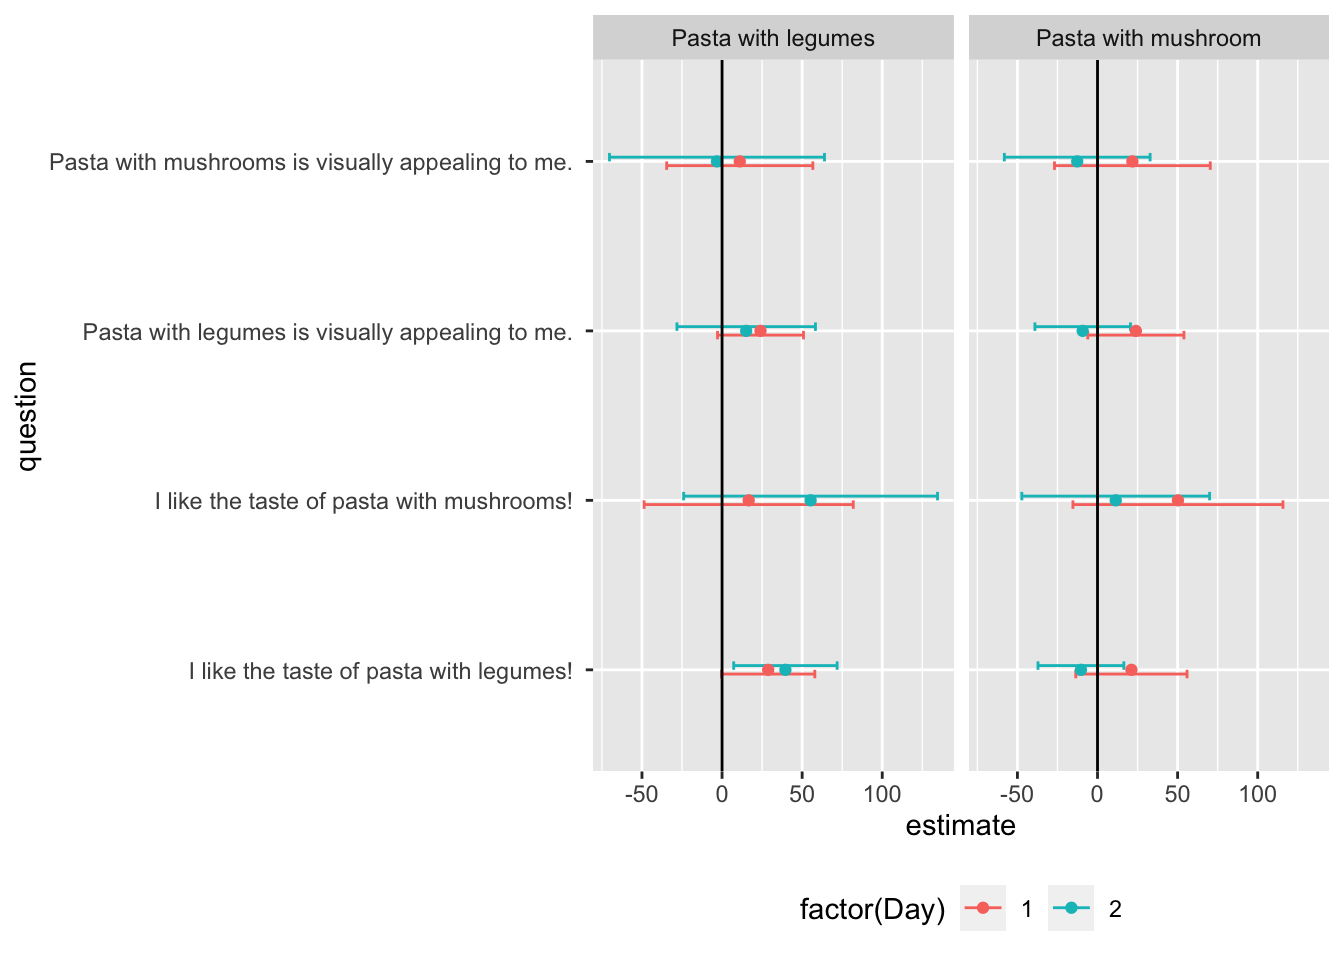 Pasta with legumes
Pasta with mushroom
Pasta with mushrooms is visually appealing to me.
Pasta with legumes is visually appealing to me.
I like the taste of pasta with mushrooms!
I like the taste of pasta with legumes!
question
-50 0 50 100
-50 0 50 100
estimate
factor(Day) 1 2